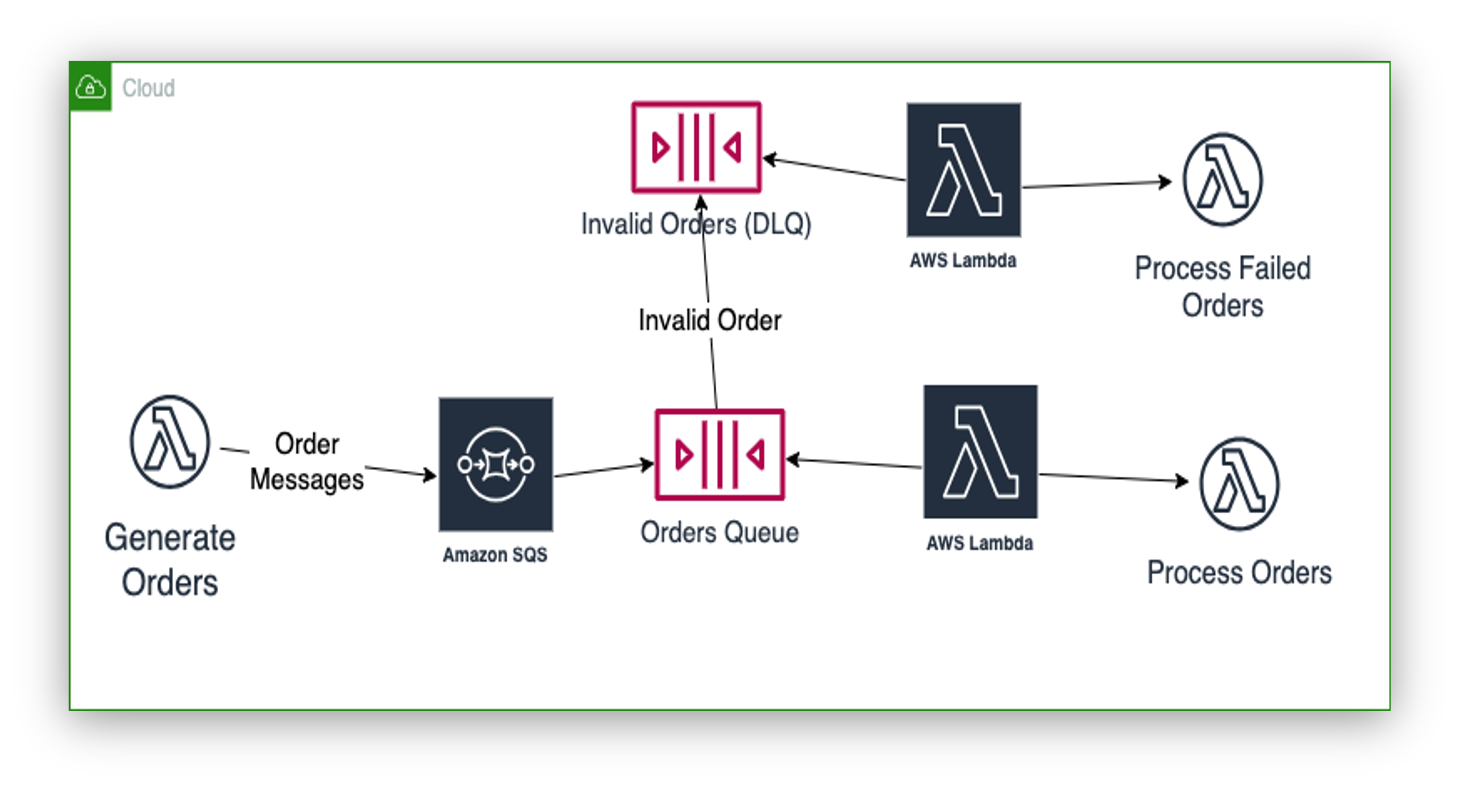 Cloud
Invalid Orders (DLQ)
AWS Lambda
Process Failed
Orders
Invalid Order
Order
Messages
Generate
Orders
Amazon SQS
Orders Queue
AWS Lambda
Process Orders